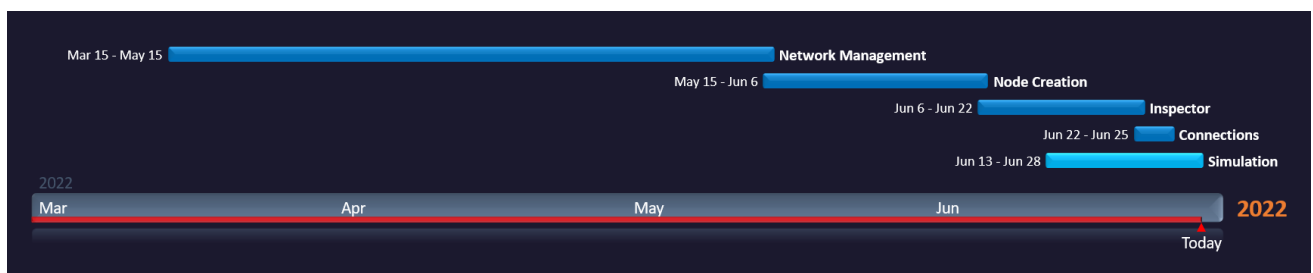 Mar 15 - May 15 Network Management
May 15 - Jun 6 Node Creation
Jun 6 - Jun 22 Inspector
Jun 22 - Jun 25 Connections
Jun 13 - Jun 28 Simulation
2022
Mar Apr May Jun 2022
Today